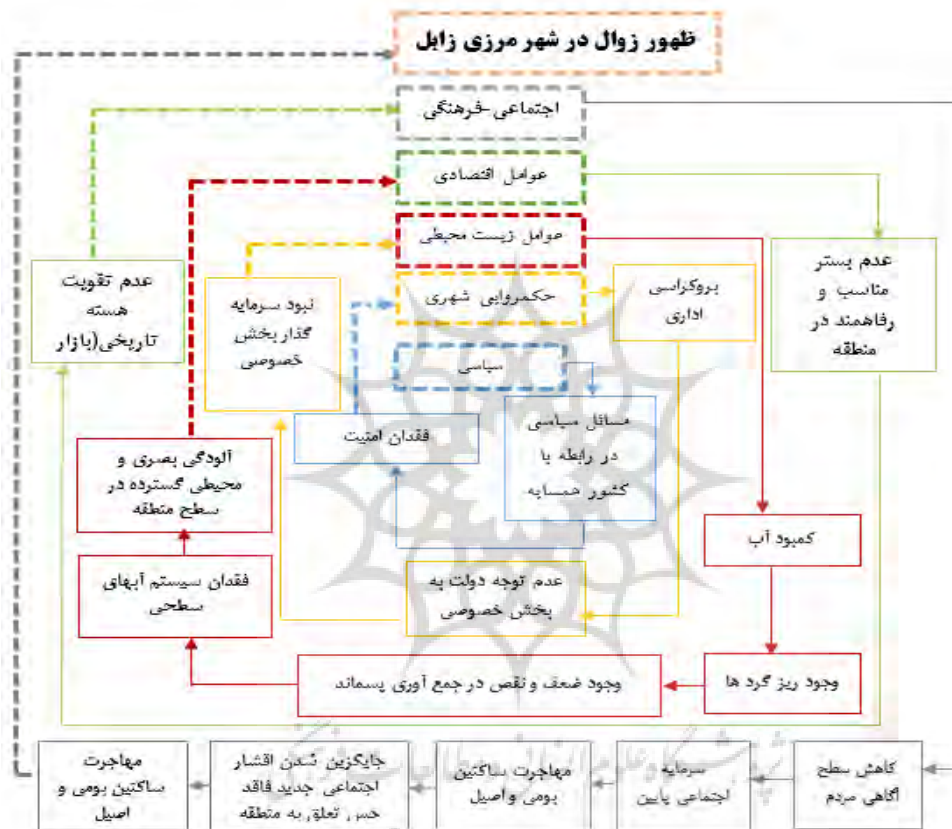 ظهور زوال در شهر مرزی زابل
اجتماعی-فرهنگی
عوامل اقتصادی
عوامل زیست محیطی
حکمروایی شهری
سیاسی
بروکراسی
اداری
عدم بستر
مناسب و
رفاهمند در
منطقه
عدم تقویت
هسته
تاریخی(بازار
نبود سرمایه
گذار بخش
خصوصی
فقدان امنیت
مسائل سیاسی
در رابطه با
کشور همسایه
آلودگی بصری و
محیطی گسترده در
سطح منطقه
کمبود آب
فقدان سیستم آبهای
سطحی
عدم توجه دولت به
بخش خصوصی
وجود ریز گرد ها
وجود ضعف و نقص در جمع آوری پسماند
کاهش سطح
آگاهی مردم
سرمایه
اجتماعی پایین
مهاجرت ساکنین
بومی و اصیل
جایگزین شدن اقشار
اجتماعی جدید فاقد
حس تعلق به منطقه
مهاجرت
ساکنین بومی و
اصیل